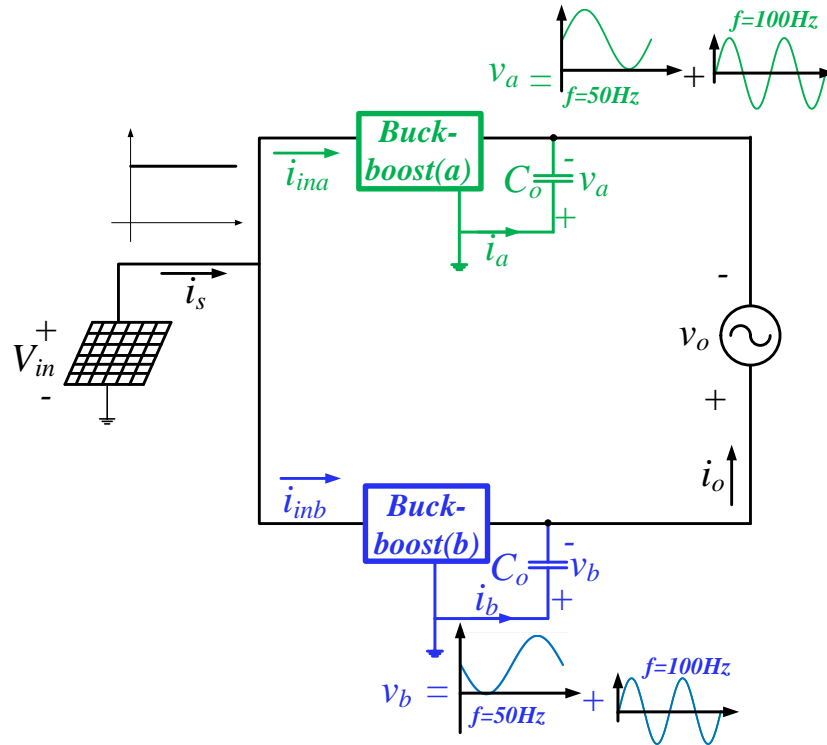 f=100Hz
v_a = +
f=50Hz
Buck-
boost(a)
i_ina
C_o - v_a
+
i_a
i_s
-
+
V_in
-
v_o
+
i_inb
i_o
Buck-
boost(b)
C_o - v_b
+
i_b
f=100Hz
v_b = +
f=50Hz